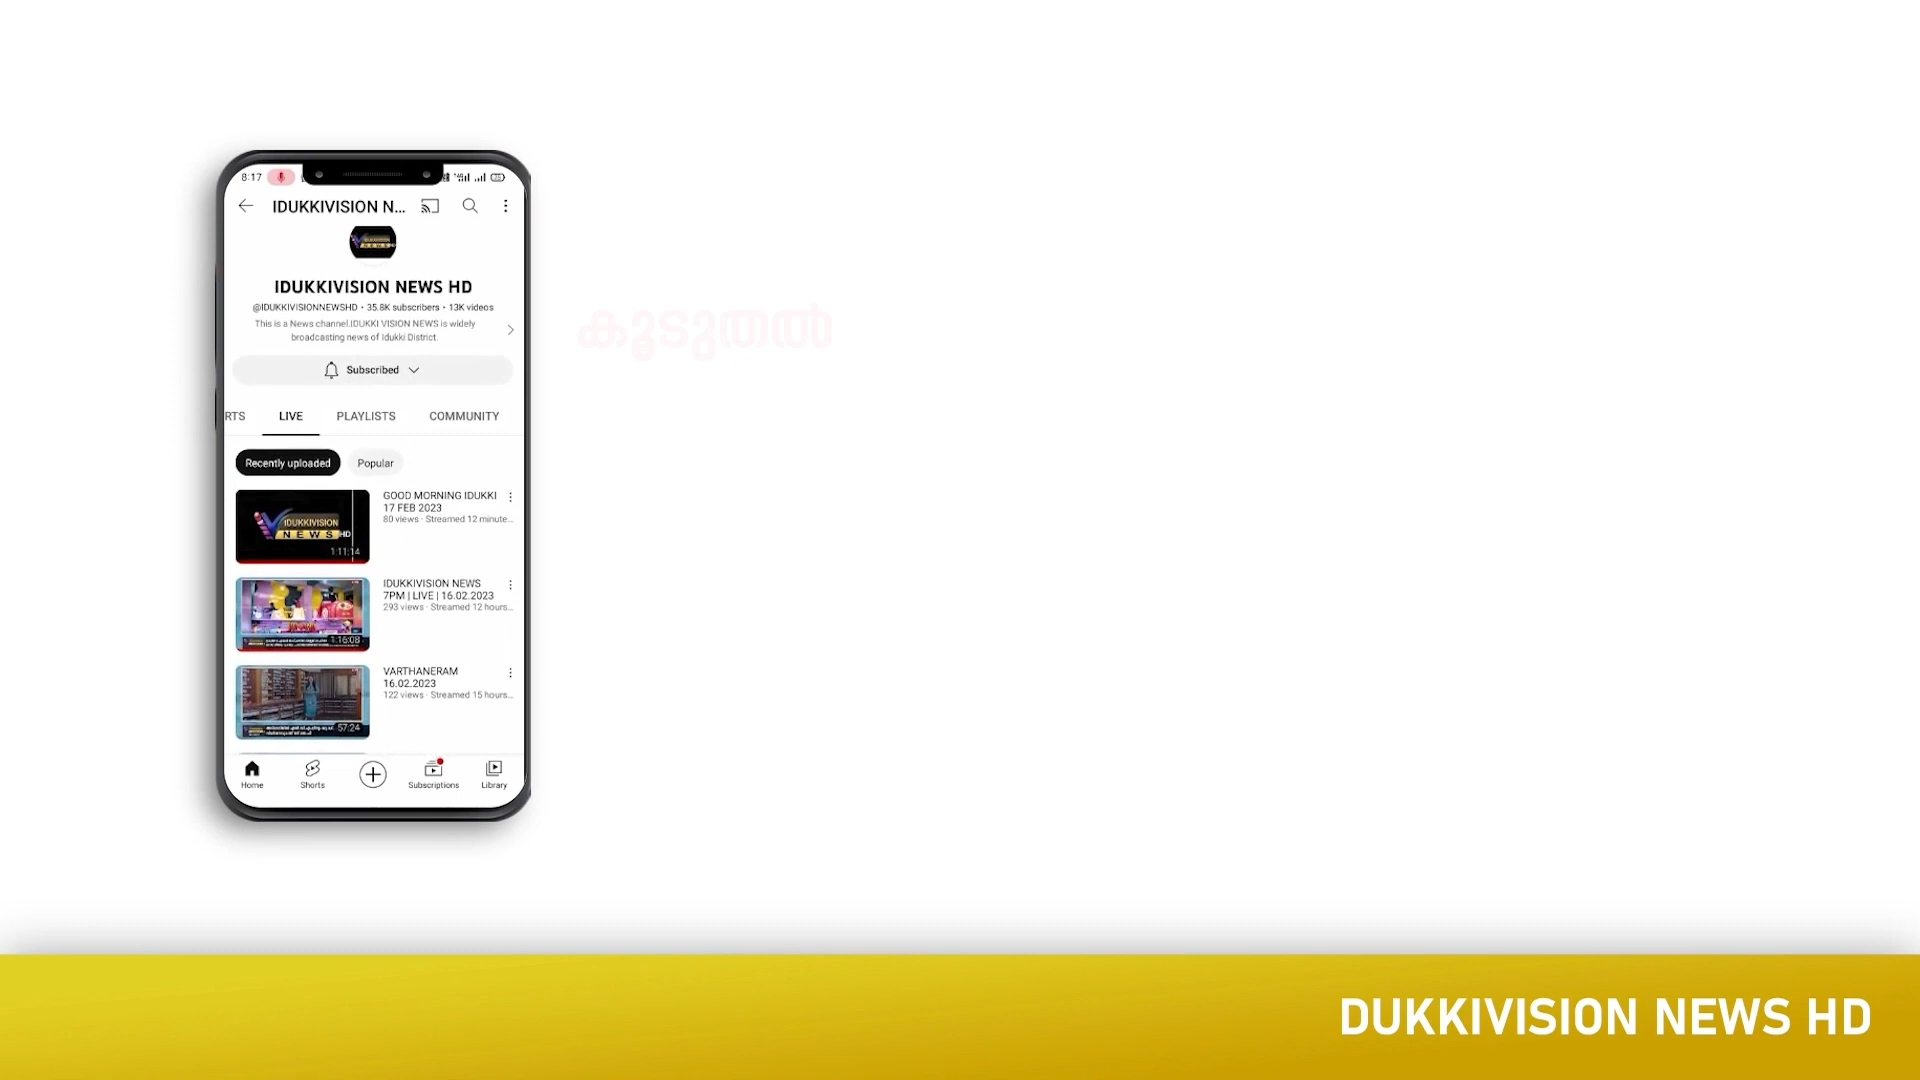 8:17
IDUKKIVISION N...
IDUKKIVISION NEWS HD
@IDUKKIVISIONNEWSHD · 35.8K subscribers · 13K videos
This is a News channel.IDUKKI VISION NEWS is widely
broadcasting news of Idukki District.
Subscribed
RTS LIVE PLAYLISTS COMMUNITY
Recently uploaded Popular
IDUKKIVISION
NEWS HD
1:11:14
GOOD MORNING IDUKKI
17 FEB 2023
80 views · Streamed 12 minute...
1:16:08
IDUKKIVISION NEWS
7PM | LIVE | 16.02.2023
293 views · Streamed 12 hours...
57:24
VARTHANERAM
16.02.2023
122 views · Streamed 15 hours...
Home Shorts Subscriptions Library
കൂടുതൽ
DUKKIVISION NEWS HD